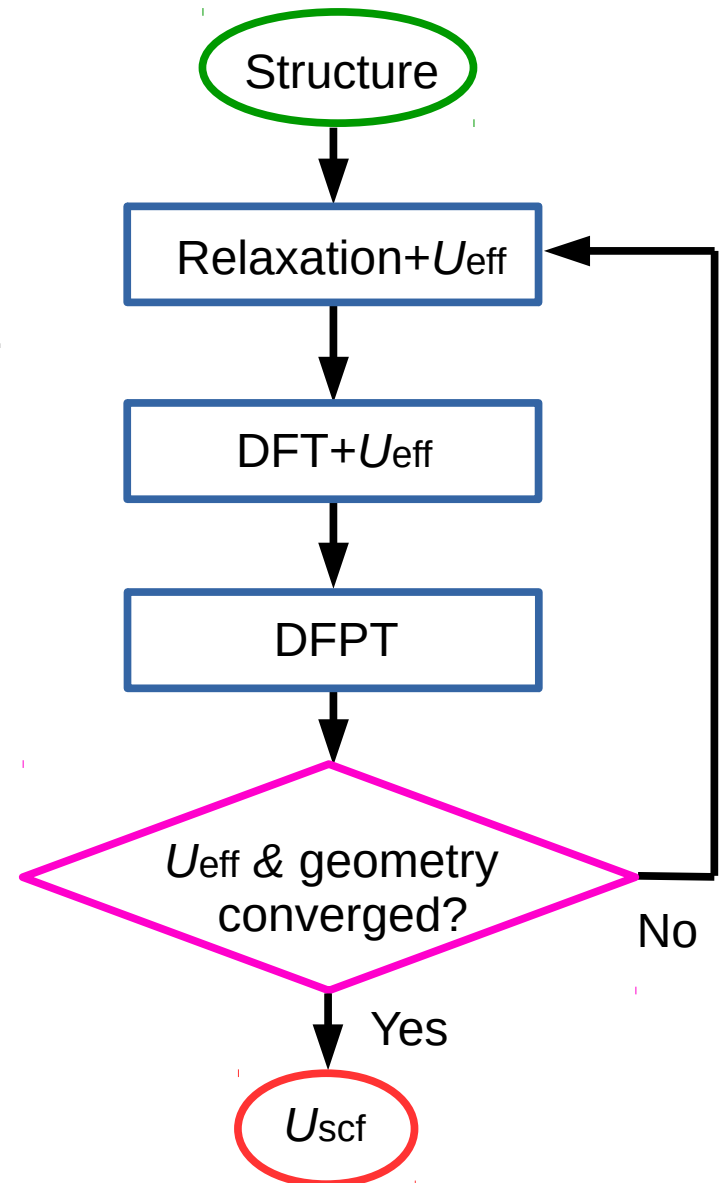 Structure
Relaxation+Ueff
DFT+Ueff
DFPT
Ueff & geometry
converged?
No
Yes
Uscf